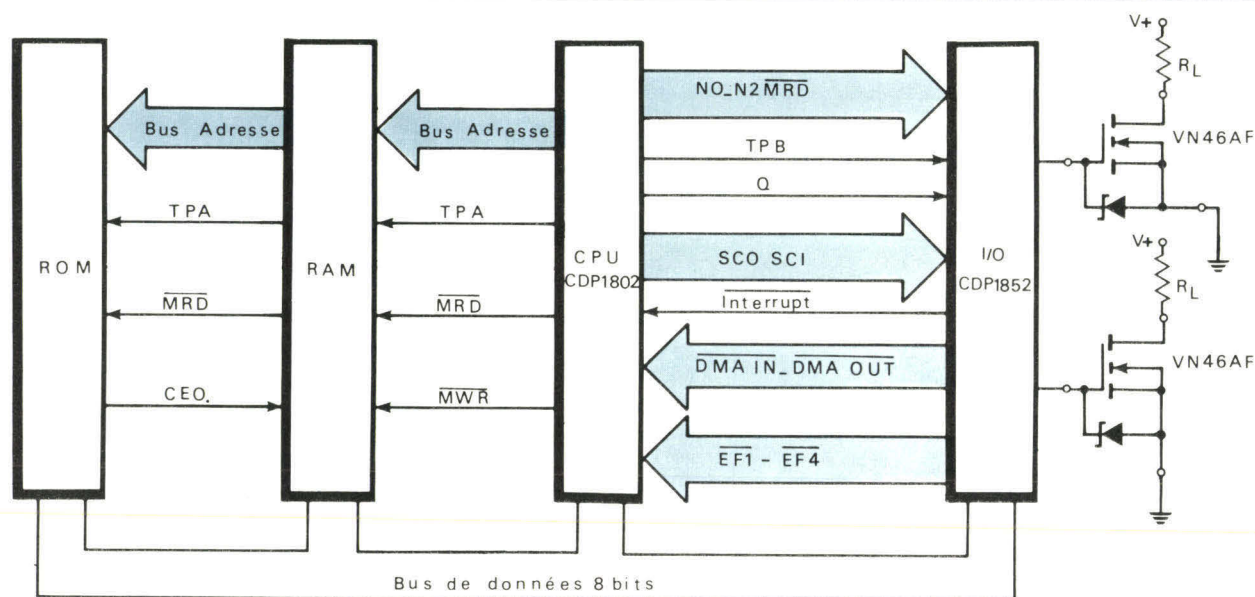 ROM
Bus Adresse
TPA
MRD
CEO.
RAM
Bus Adresse
TPA
MRD
MWR
CPU
CDP1802
NO_N2 MRD
TPB
Q
SCO SCI
Interrupt
DMA IN_DMA OUT
EF1 - EF4
I/O
CDP1852
V+
RL
VN46AF
V+
RL
VN46AF
Bus de données 8 bits